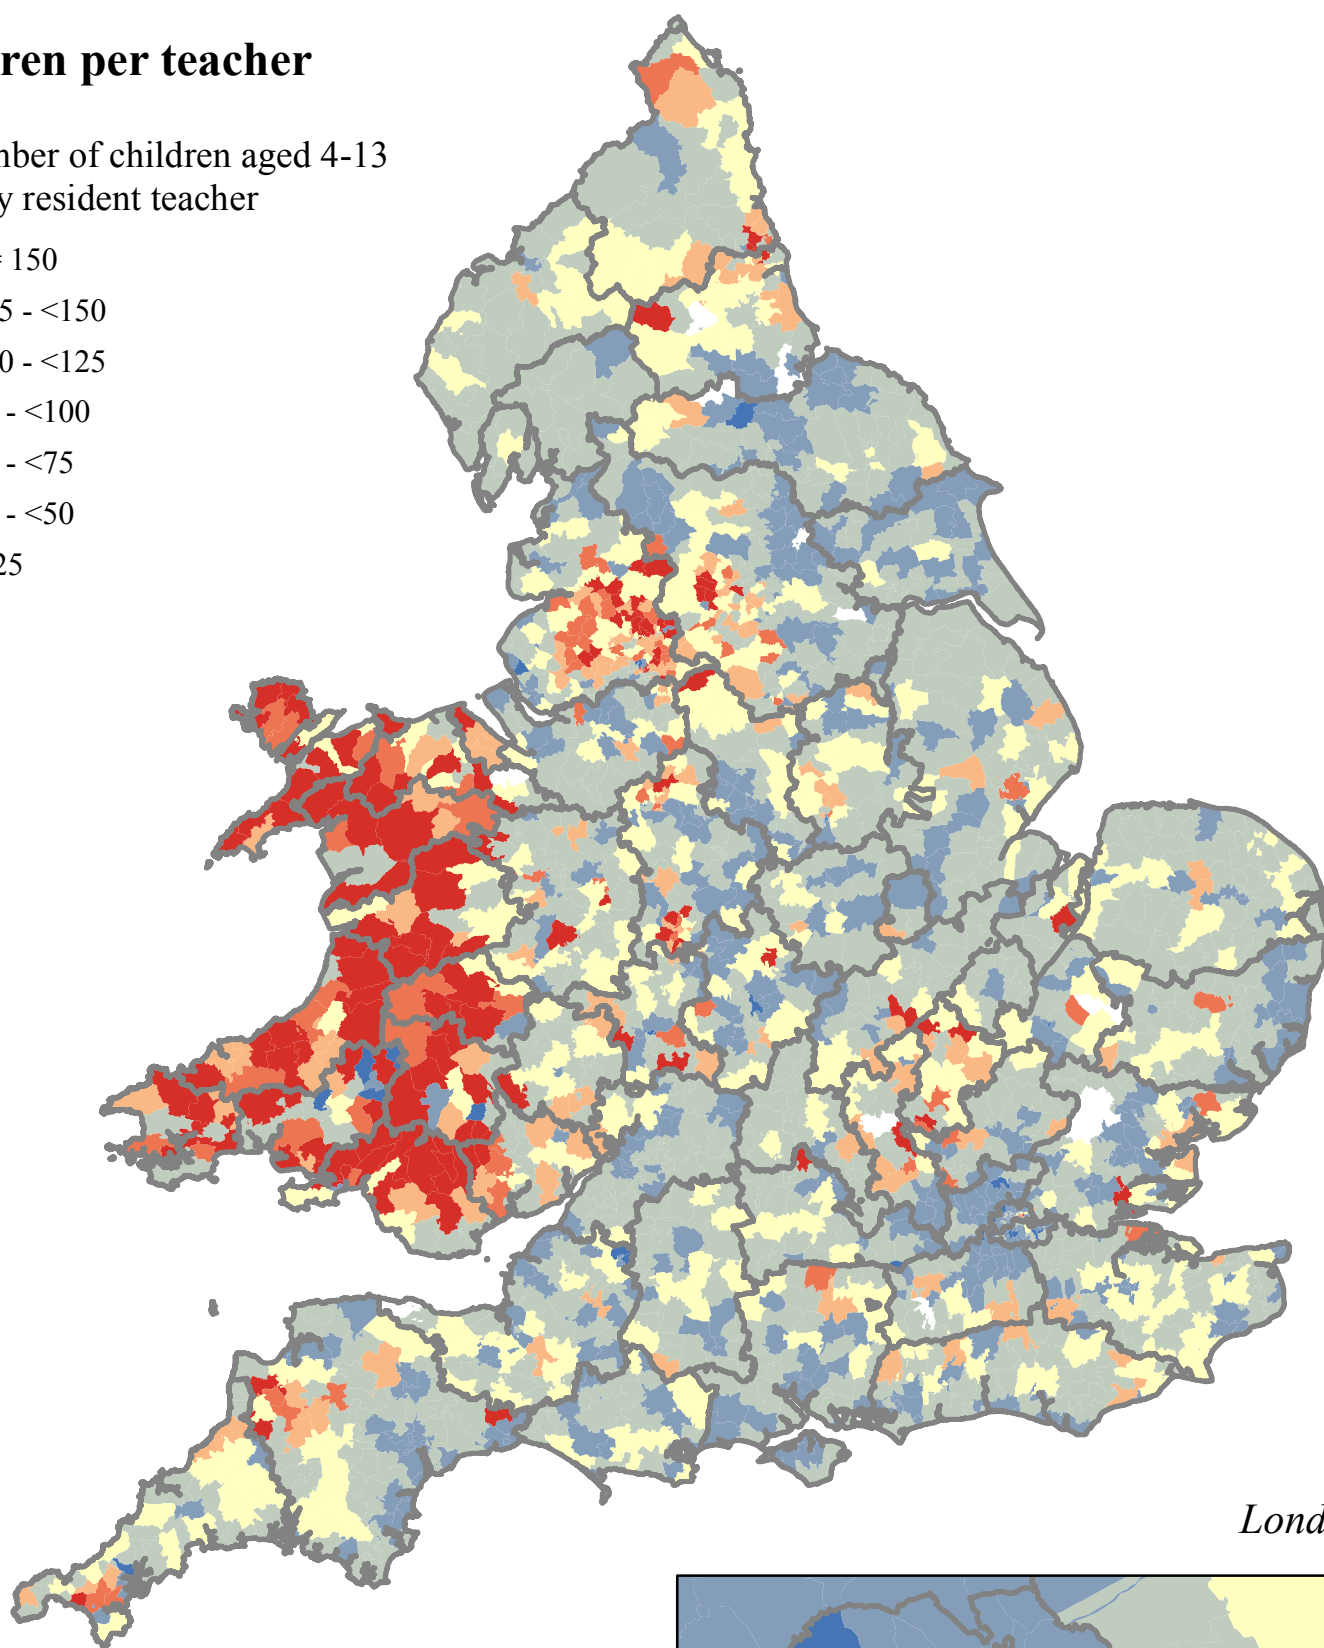 ren per teacher
mber of children aged 4-13
y resident teacher
= 150
5 - <150
0 - <125
- <100
- <75
- <50
25
Lond